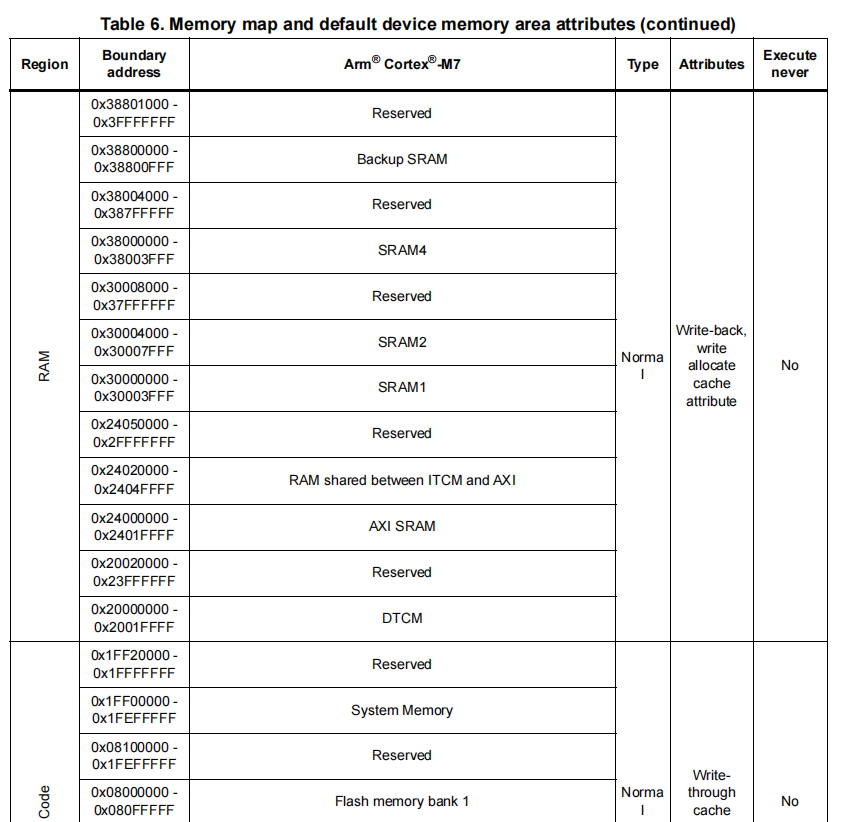 Table 6. Memory map and default device memory area attributes (continued)
Region
Boundary
address
Arm® Cortex®-M7
Type
Attributes
Execute
never
RAM
0x38801000 -
0x3FFFFFFF
Reserved
0x38800000 -
0x38800FFF
Backup SRAM
0x38004000 -
0x387FFFFF
Reserved
0x38000000 -
0x38003FFF
SRAM4
0x30008000 -
0x37FFFFFF
Reserved
0x30004000 -
0x30007FFF
SRAM2
0x30000000 -
0x30003FFF
SRAM1
0x24050000 -
0x2FFFFFFF
Reserved
0x24020000 -
0x2404FFFF
RAM shared between ITCM and AXI
0x24000000 -
0x2401FFFF
AXI SRAM
0x20020000 -
0x23FFFFFF
Reserved
0x20000000 -
0x2001FFFF
DTCM
Norma
l
Write-back,
write
allocate
cache
attribute
No
Code
0x1FF20000 -
0x1FFFFFFF
Reserved
0x1FF00000 -
0x1FEFFFFF
System Memory
0x08100000 -
0x1FEFFFFF
Reserved
0x08000000 -
0x080FFFFF
Flash memory bank 1
Norma
l
Write-
through
cache
No